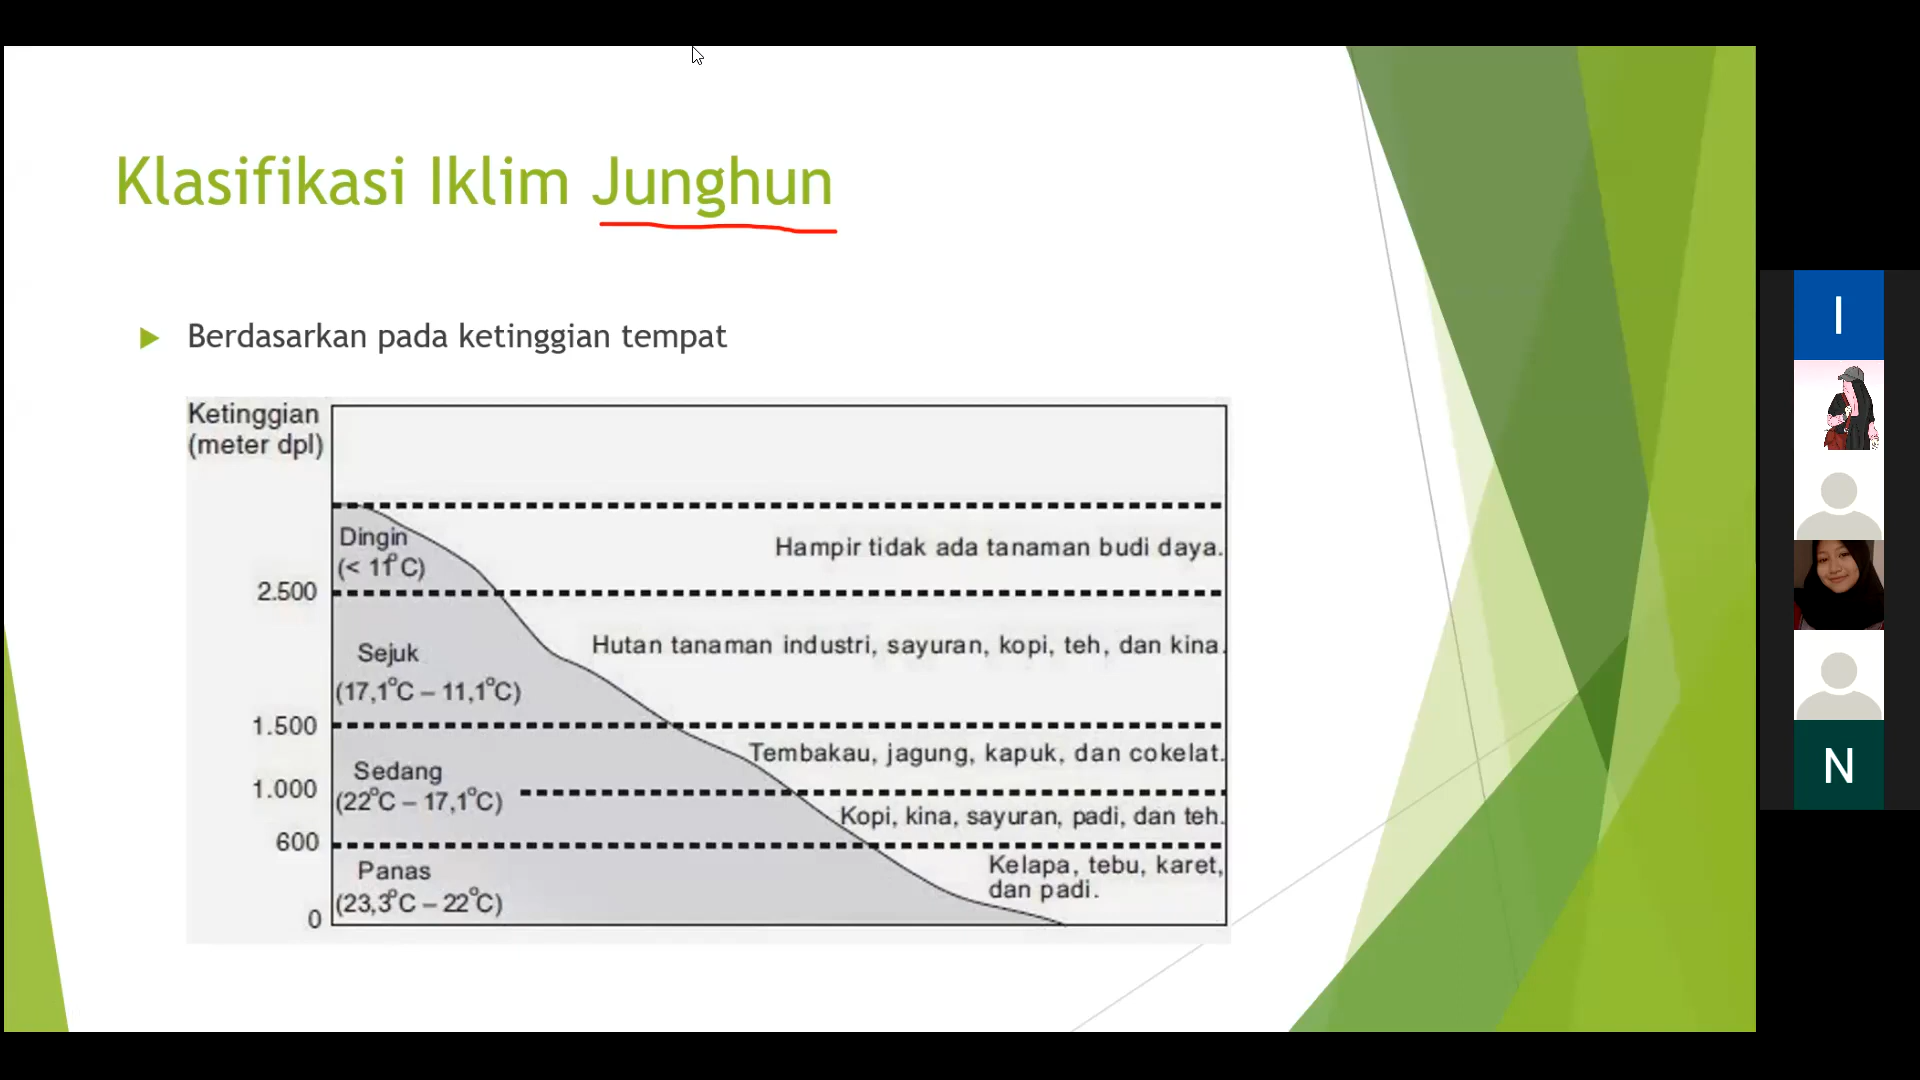 Klasifikasi Iklim Junghun
Berdasarkan pada ketinggian tempat
Ketinggian
(meter dpl)
Dingin
(< 11°C)
Hampir tidak ada tanaman budi daya.
2.500
Sejuk
(17,1°C – 11,1°C)
Hutan tanaman industri, sayuran, kopi, teh, dan kina.
1.500
Tembakau, jagung, kapuk, dan cokelat.
Sedang
(22°C – 17,1°C)
1.000
Kopi, kina, sayuran, padi, dan teh.
600
Panas
(23,3°C – 22°C)
Kelapa, tebu, karet,
dan padi.
0
I
N